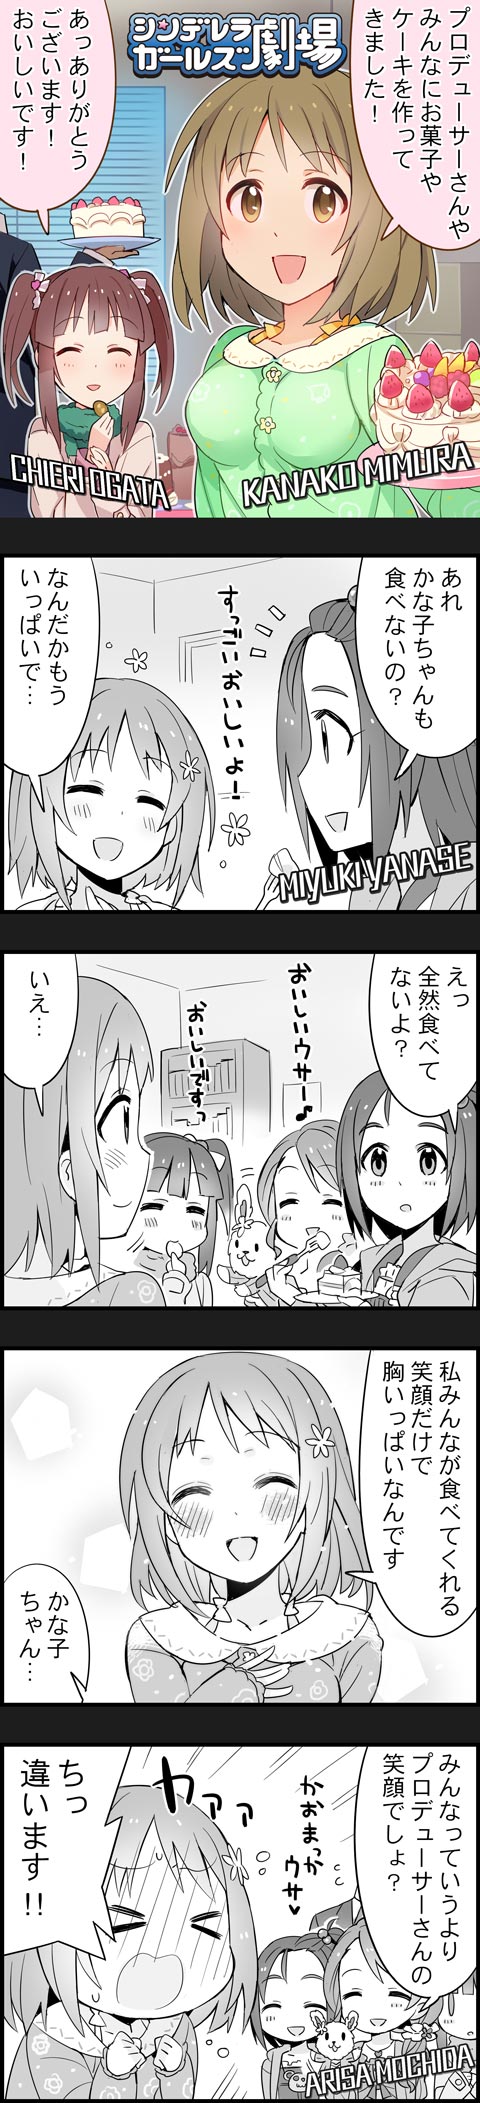 シンデレラ
ガールズ劇場
プロデューサーさんや
みんなにお菓子や
ケーキを作って
きました！
あっありがとう
ございます！
おいしいです！
CHIERI OGATA
KANAKO MIMURA
あれ
かな子ちゃんも
食べないの？
すっごいおいしいよー！
なんだかもう
いっぱいで…
MIYUKI YANASE
えっ
全然食べて
ないよ？
おいしいウサー♪
おいしいですっ
いえ…
私みんなが食べてくれる
笑顔だけで
胸いっぱいなんです
かな子
ちゃん…
みんなっていうより
プロデューサーさんの
笑顔でしょ？
かおまっか
ウサ♥
カァァ
ちっ
違います!!
ARISA MOCHIDA